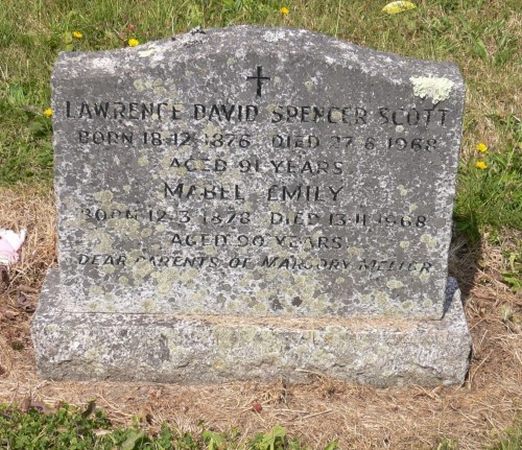 LAWRENCE DAVID SPENCER SCOTT
BORN 18-12-1876 DIED 27-6-1968
AGED 91 YEARS
MABEL EMILY
BORN 12-3-1878 DIED 13-11-1968
AGED 90 YEARS
DEAR PARENTS OF MARGORY MELLER